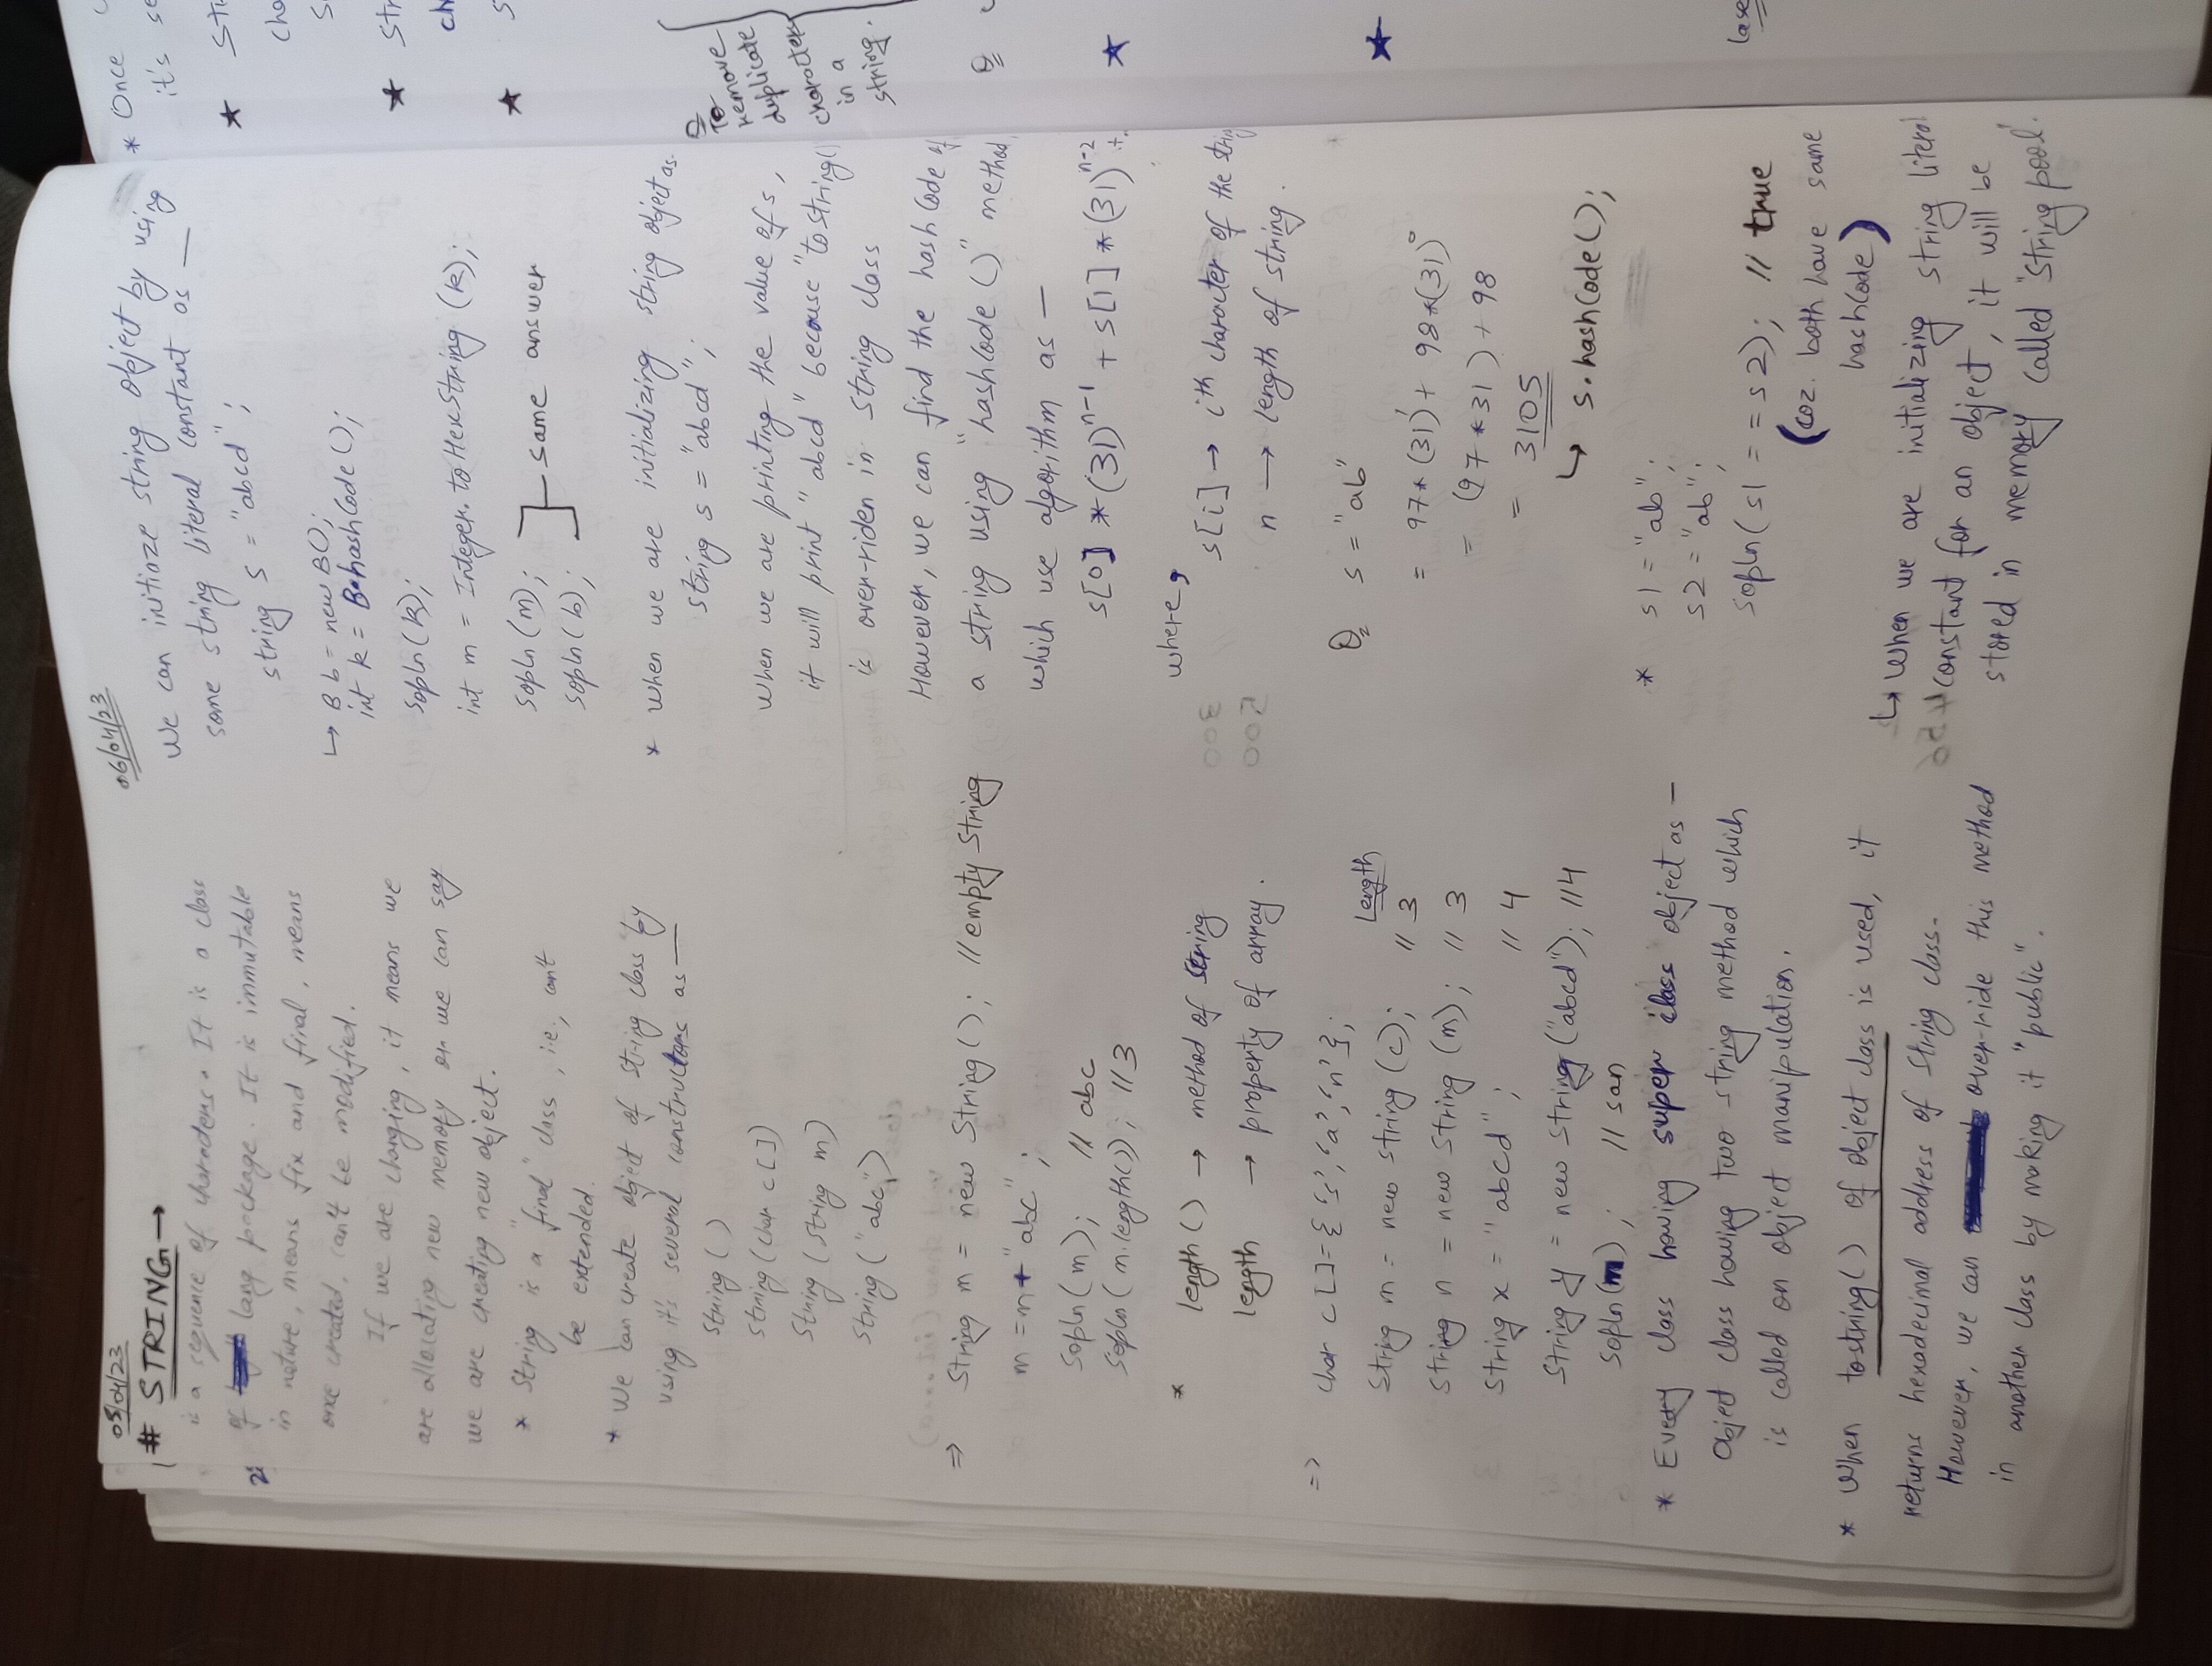 05/04/23
# STRING →
is a sequence of characters. It is a class
of lang package. It is immutable
in nature, means fix and final, means
once created, can't be modified.
If we are changing, it means we
are allocating new memory or we can say
we are creating new object.
* String is a "final" class, i.e., can't
be extended.
* We can create object of string class by
using it's several constructors as —
String ( )
string (char c [ ])
String (string m)
string ("abc")
⇒ String m = new String ( ); // empty String
m = m + "abc" ;
sopln (m); // abc
sopln ( m.length()); // 3
* length ( ) → method of string
length → property of array.
=> char c [ ] = { 's', 'a', 'n' };
Length
String m = new string (c); // 3
String n = new String (m); // 3
String x = "abcd" ; // 4
String y = new string ("abcd"); // 4
sopln (m) ; // san
* Every class having super class object as —
Object class having two string method which
is called on object manipulation.
* When tostring( ) of object class is used, it
returns hexadecimal address of string class.
However, we can over-ride this method
in another class by making it "public".
06/04/23
We can initiaze string object by using
some string literal constant as —
string s = "abcd" ;
↳ B b = new B();
int k = B.hashCode ();
sopln (k);
int m = Integer. to HexString (k);
sopln (m);
sopln (b);
same answer
* when we are initializing string object as-
string s = "abcd" ;
when we are printing the value of s,
it will print "abcd" because "to string()
is over-riden in string class
However, we can find the hash Code of
a string using "hashCode ()" method
which use algorithm as —
s[0] * (31)^n-1 + s[1] * (31)^n-2 +..
where,
s[i] → ith character of the string
n → length of string.
Q, s = "ab"
= 97 * (31)^1 + 98 * (31)^0
= (97 * 31) + 98
= 3105
↳ s.hashCode ();
* s1 = "ab";
s2 = "ab";
sopln ( s1 = = s2 ); // true
(coz. both have same
hashCode)
↳ When we are initializing string literal
constant for an object, it will be
stored in memory called "string pool".
* Once
it's
To
remove
duplicate
characters
in a
string.